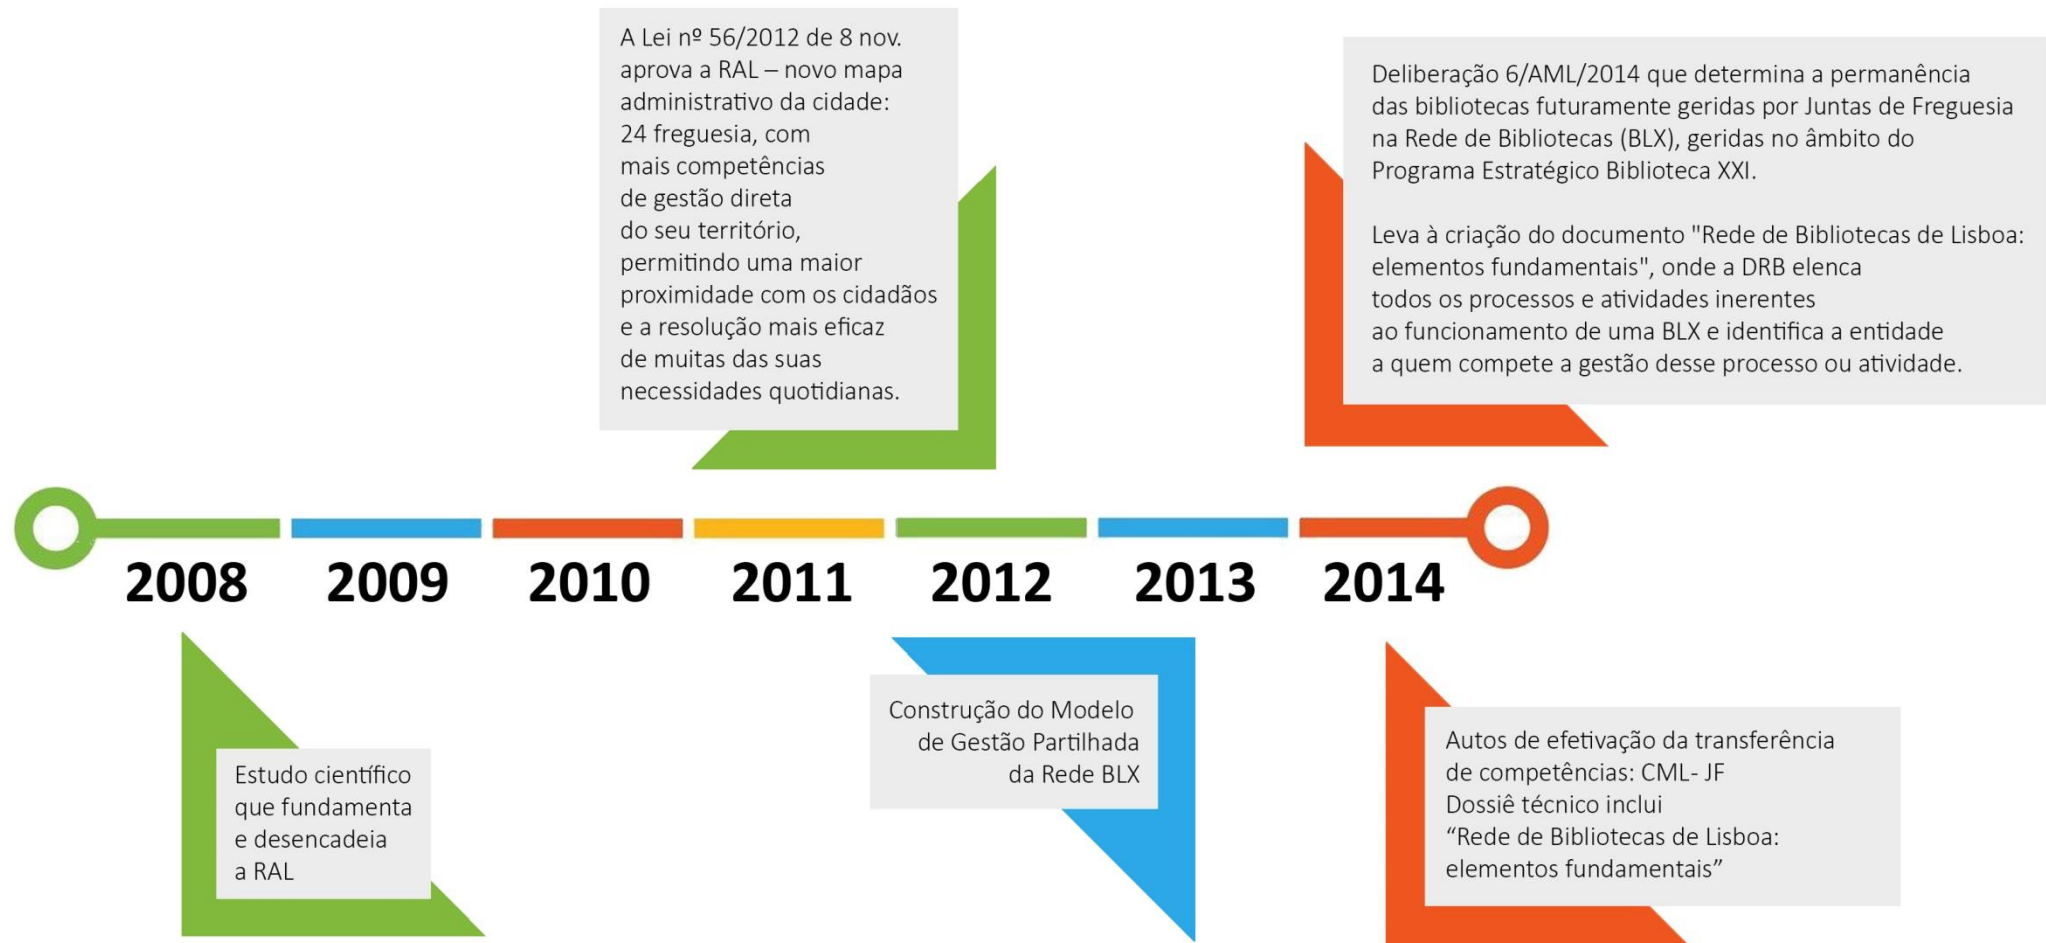 A Lei nº 56/2012 de 8 nov.
aprova a RAL – novo mapa
administrativo da cidade:
24 freguesia, com
mais competências
de gestão direta
do seu território,
permitindo uma maior
proximidade com os cidadãos
e a resolução mais eficaz
de muitas das suas
necessidades quotidianas.
Deliberação 6/AML/2014 que determina a permanência
das bibliotecas futuramente geridas por Juntas de Freguesia
na Rede de Bibliotecas (BLX), geridas no âmbito do
Programa Estratégico Biblioteca XXI.
Leva à criação do documento "Rede de Bibliotecas de Lisboa:
elementos fundamentais", onde a DRB elenca
todos os processos e atividades inerentes
ao funcionamento de uma BLX e identifica a entidade
a quem compete a gestão desse processo ou atividade.
2008
2009
2010
2011
2012
2013
2014
Estudo científico
que fundamenta
e desencadeia
a RAL
Construção do Modelo
de Gestão Partilhada
da Rede BLX
Autos de efetivação da transferência
de competências: CML- JF
Dossiê técnico inclui
“Rede de Bibliotecas de Lisboa:
elementos fundamentais”